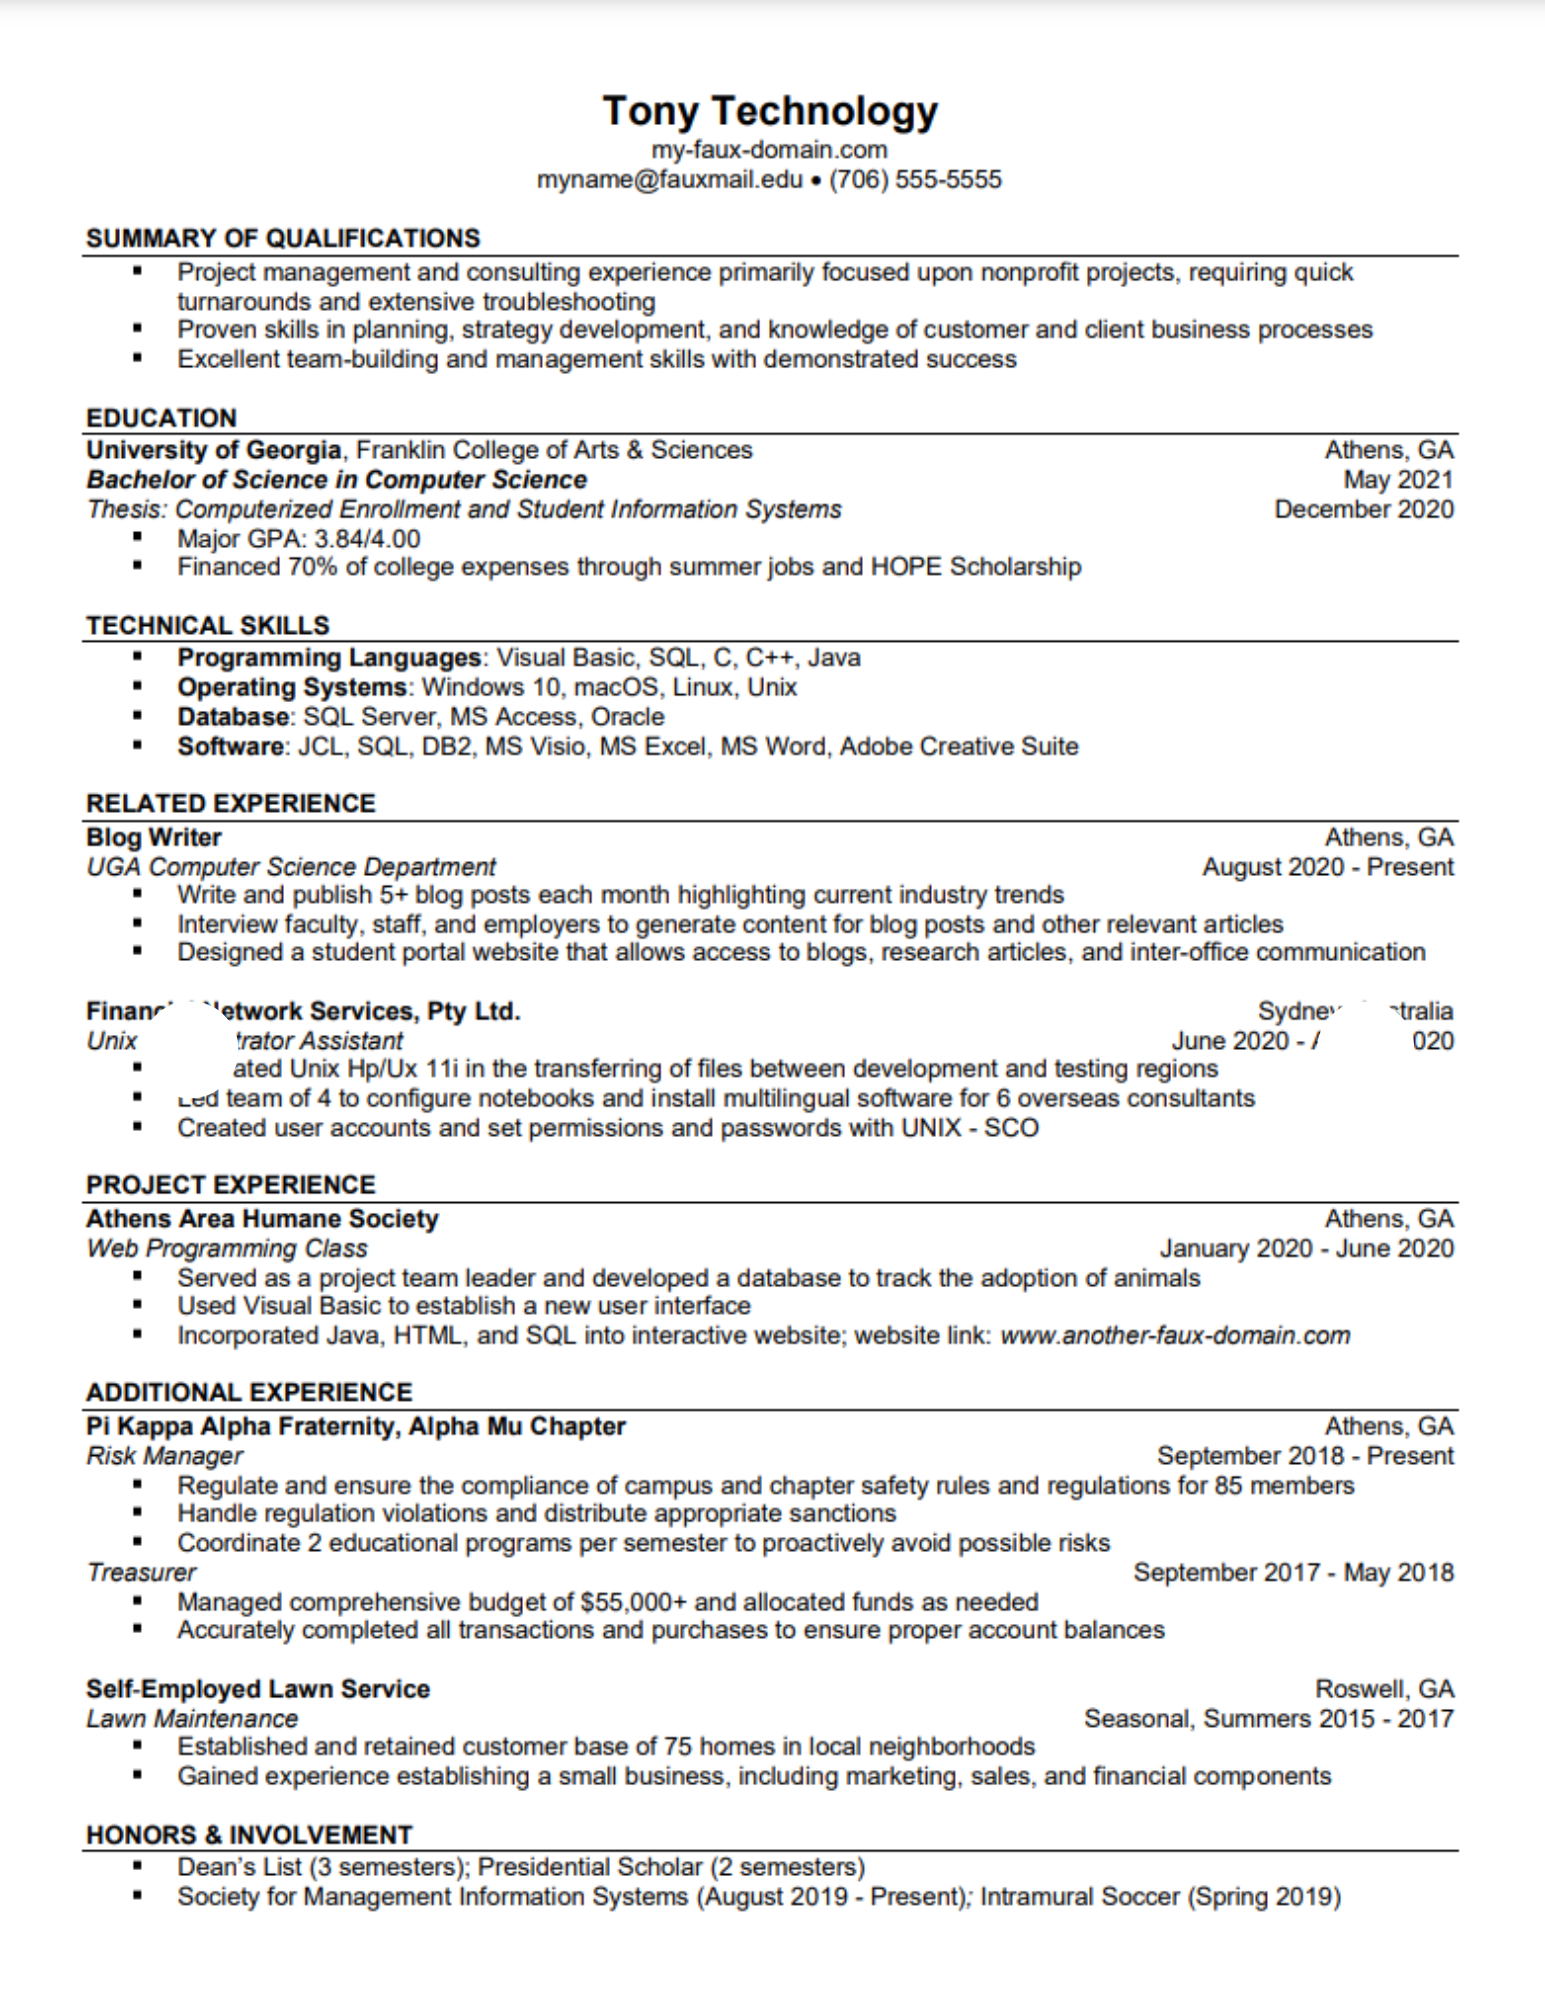 Tony Technology
my-faux-domain.com
myname@fauxmail.edu • (706) 555-5555
SUMMARY OF QUALIFICATIONS
▪ Project management and consulting experience primarily focused upon nonprofit projects, requiring quick
turnarounds and extensive troubleshooting
▪ Proven skills in planning, strategy development, and knowledge of customer and client business processes
▪ Excellent team-building and management skills with demonstrated success
EDUCATION
University of Georgia, Franklin College of Arts & Sciences Athens, GA
Bachelor of Science in Computer Science May 2021
Thesis: Computerized Enrollment and Student Information Systems December 2020
▪ Major GPA: 3.84/4.00
▪ Financed 70% of college expenses through summer jobs and HOPE Scholarship
TECHNICAL SKILLS
▪ Programming Languages: Visual Basic, SQL, C, C++, Java
▪ Operating Systems: Windows 10, macOS, Linux, Unix
▪ Database: SQL Server, MS Access, Oracle
▪ Software: JCL, SQL, DB2, MS Visio, MS Excel, MS Word, Adobe Creative Suite
RELATED EXPERIENCE
Blog Writer Athens, GA
UGA Computer Science Department August 2020 - Present
▪ Write and publish 5+ blog posts each month highlighting current industry trends
▪ Interview faculty, staff, and employers to generate content for blog posts and other relevant articles
▪ Designed a student portal website that allows access to blogs, research articles, and inter-office communication
Services, Pty Ltd. Sydney
Unix Assistant June 2020 -
▪ Unix Hp/Ux 11i in the transferring of files between development and testing regions
▪ Led team of 4 to configure notebooks and install multilingual software for 6 overseas consultants
▪ Created user accounts and set permissions and passwords with UNIX - SCO
PROJECT EXPERIENCE
Athens Area Humane Society Athens, GA
Web Programming Class January 2020 - June 2020
▪ Served as a project team leader and developed a database to track the adoption of animals
▪ Used Visual Basic to establish a new user interface
▪ Incorporated Java, HTML, and SQL into interactive website; website link: www.another-faux-domain.com
ADDITIONAL EXPERIENCE
Pi Kappa Alpha Fraternity, Alpha Mu Chapter Athens, GA
Risk Manager September 2018 - Present
▪ Regulate and ensure the compliance of campus and chapter safety rules and regulations for 85 members
▪ Handle regulation violations and distribute appropriate sanctions
▪ Coordinate 2 educational programs per semester to proactively avoid possible risks
Treasurer September 2017 - May 2018
▪ Managed comprehensive budget of $55,000+ and allocated funds as needed
▪ Accurately completed all transactions and purchases to ensure proper account balances
Self-Employed Lawn Service Roswell, GA
Lawn Maintenance Seasonal, Summers 2015 - 2017
▪ Established and retained customer base of 75 homes in local neighborhoods
▪ Gained experience establishing a small business, including marketing, sales, and financial components
HONORS & INVOLVEMENT
▪ Dean’s List (3 semesters); Presidential Scholar (2 semesters)
▪ Society for Management Information Systems (August 2019 - Present); Intramural Soccer (Spring 2019)